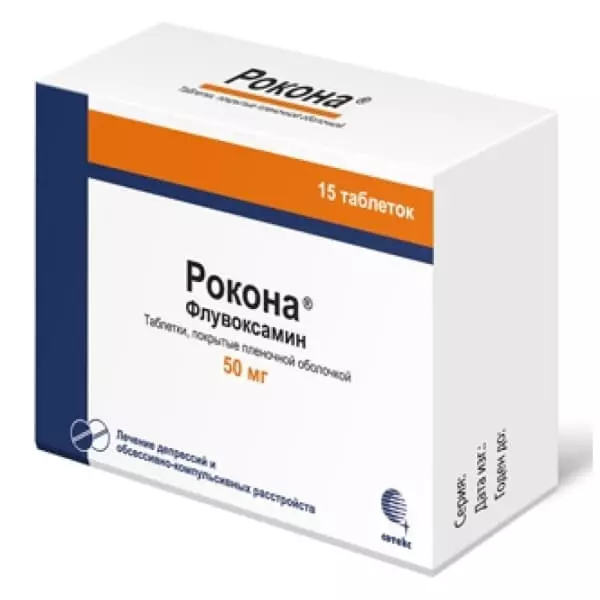 Рокона®
Таблетки, покрытые пленочной оболочкой
15 таблеток
Рокона®
Флувоксамин
Таблетки, покрытые пленочной оболочкой
50 мг
Лечение депрессий и
обсессивно-компульсивных расстройств
сотекс
Серия:
Дата изг.:
Годен до: